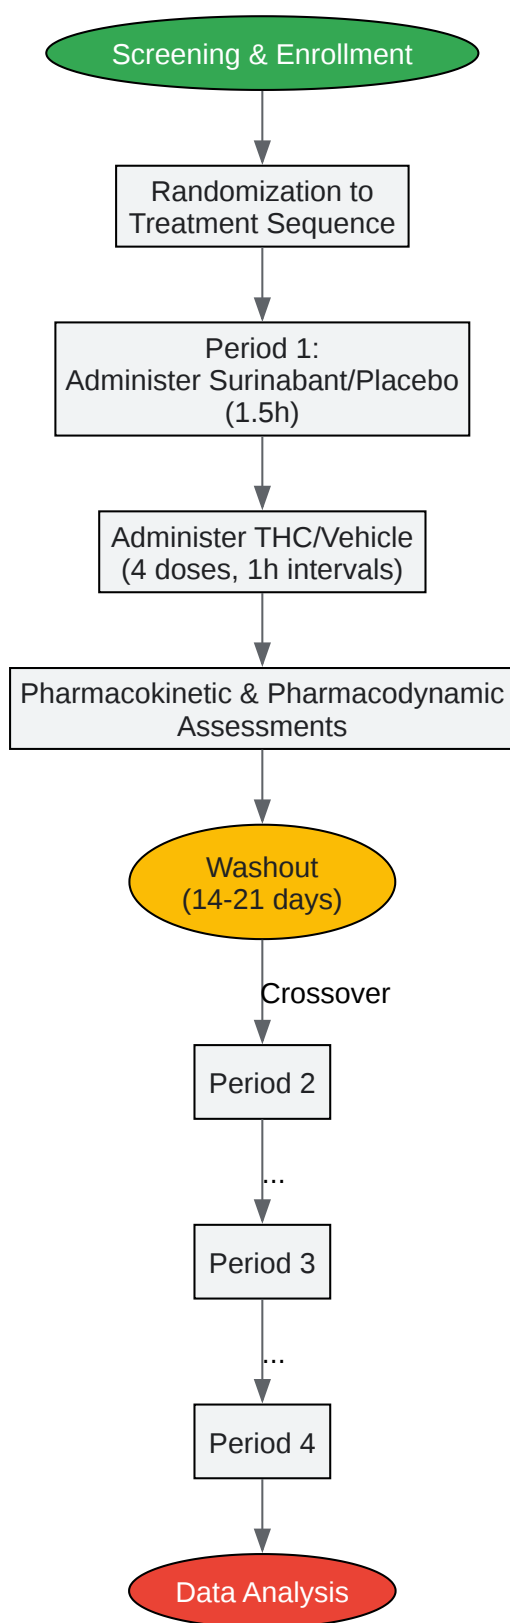 Screening & Enrollment
Randomization to
Treatment Sequence
Period 1:
Administer Surinabant/Placebo
(1.5h)
Administer THC/Vehicle
(4 doses, 1h intervals)
Pharmacokinetic & Pharmacodynamic
Assessments
Washout
(14-21 days)
Crossover
Period 2
...
Period 3
...
Period 4
Data Analysis